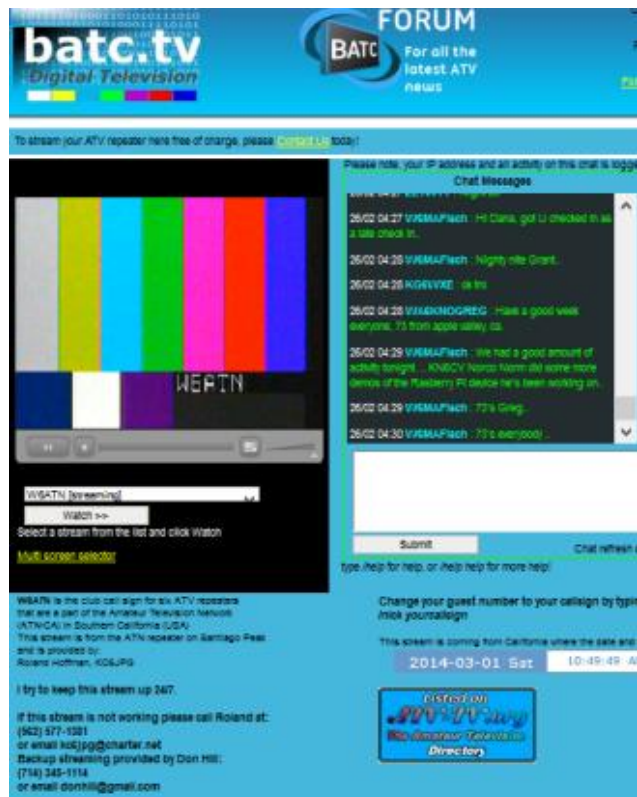 batc.tv
Digital Television
FORUM
BATC
For all the
latest ATV
news
To stream your ATV repeater here free of charge, please Contact Us today!
Please note, your IP address and all activity on this chat is logge
Chat Messages
26/02 04:27 W6MAFlach : Hi Dana, got U checked in as
a late check in..
26/02 04:28 W6MAFlach : Nighty nite Grant..
26/02 04:28
26/02 04:28 : Have a good week
everyone, 73 from apple valley, ca.
26/02 04:29 W6MAFlach : We had a good amount of
activity tonight ... KN6CV Norco Norm did some more
demos of the Rasberry Pi device he's been working on..
26/02 04:29 W6MAFlach : 73's Greg..
26/02 04:30 W6MAFlach : 73's everybody ..
W6ATN
W6ATN [streaming]
Watch >>
Select a stream from the list and click Watch
Multi screen selector
Submit
Chat refresh
type /help for help, or /help help for more help!
W6ATN is the club call sign for six ATV repeaters
that are a part of the Amateur Television Network
(ATN-CA) in Southern California (USA)
This stream is from the ATN repeater on Santiago Peak
and is provided by:
Roland Hoffman, KC6JPG
I try to keep this stream up 24/7.
If this stream is not working please call Roland at:
(562) 577-1381
or email kc6jpg@charter.net
Backup streaming provided by Don Hill:
(714) 345-1114
or email donhill@gmail.com
Change your guest number to your callsign by typin
/nick yourcallsign
This stream is coming from California where the date and
2014-03-01 Sat 10:49:49 A
Listed on
The Amateur Television
Directory